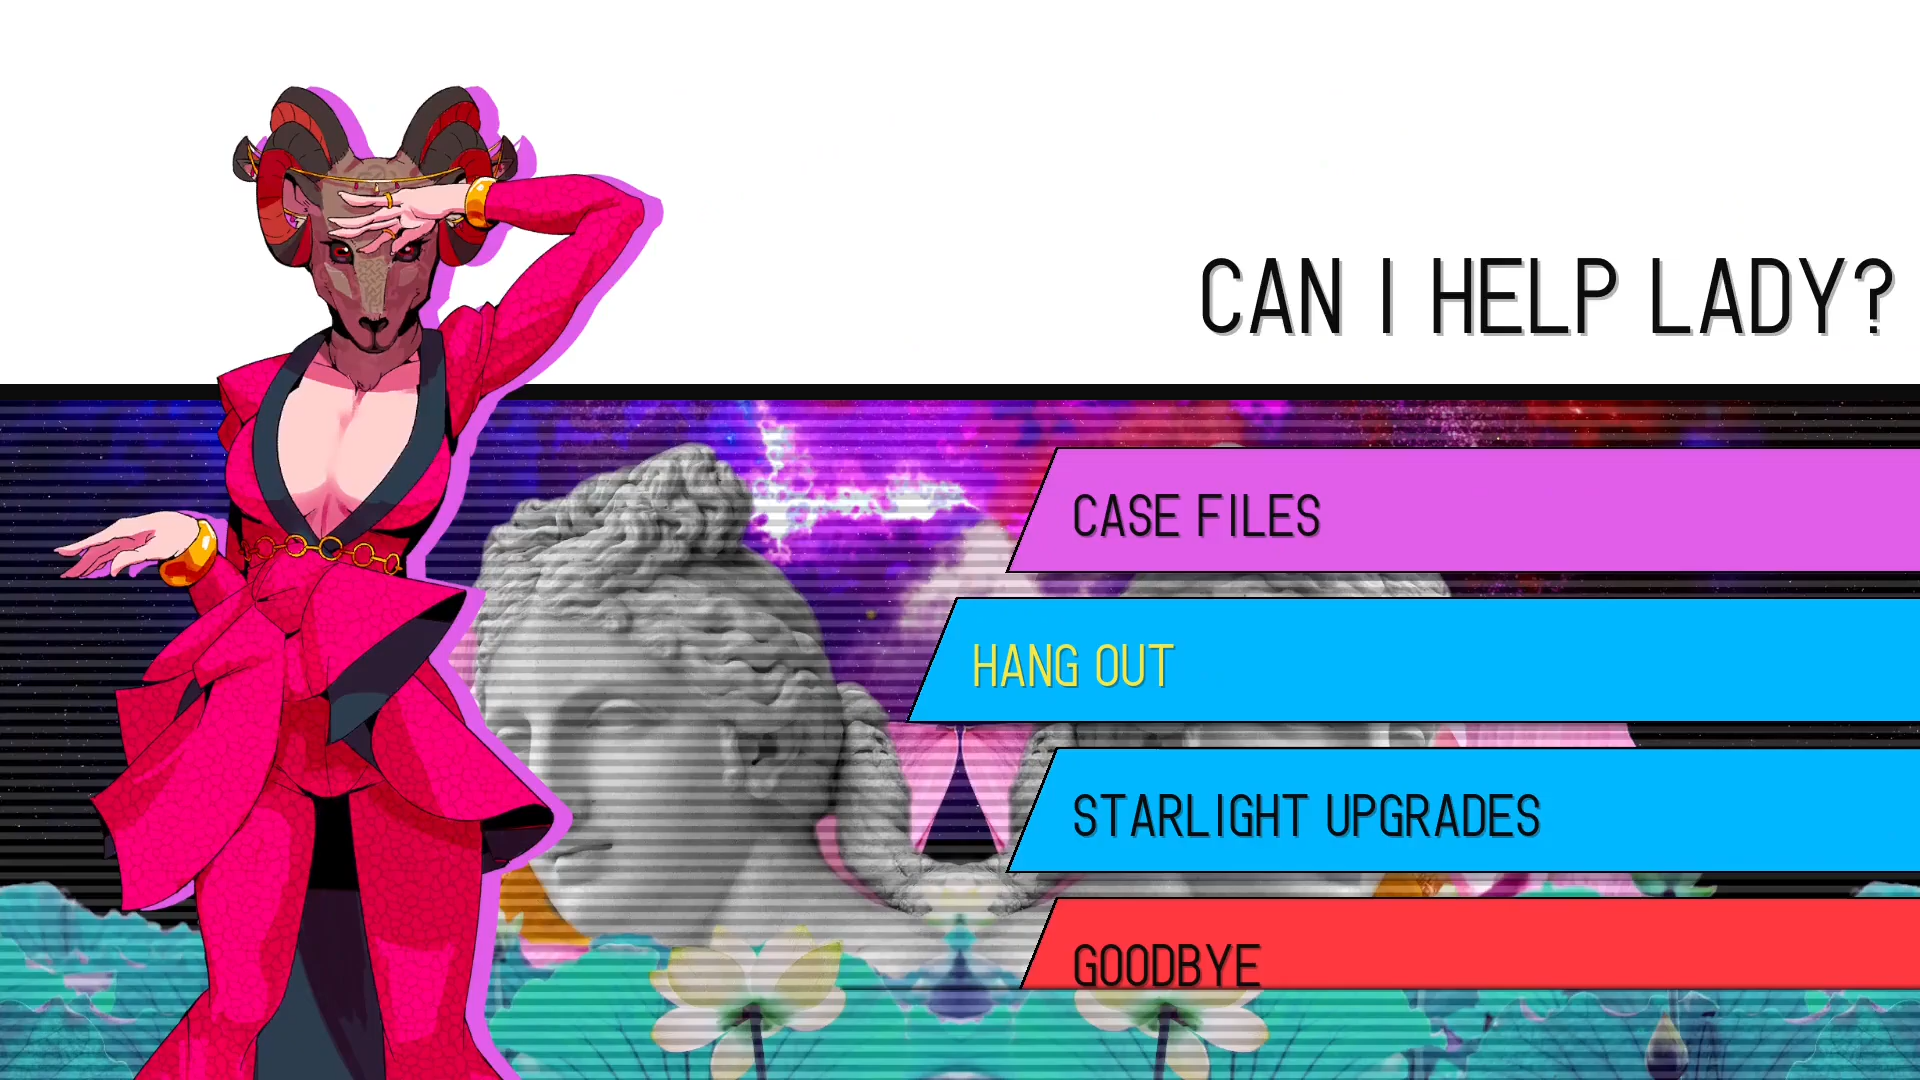 CAN I HELP LADY?
CASE FILES
HANG OUT
STARLIGHT UPGRADES
GOODBYE